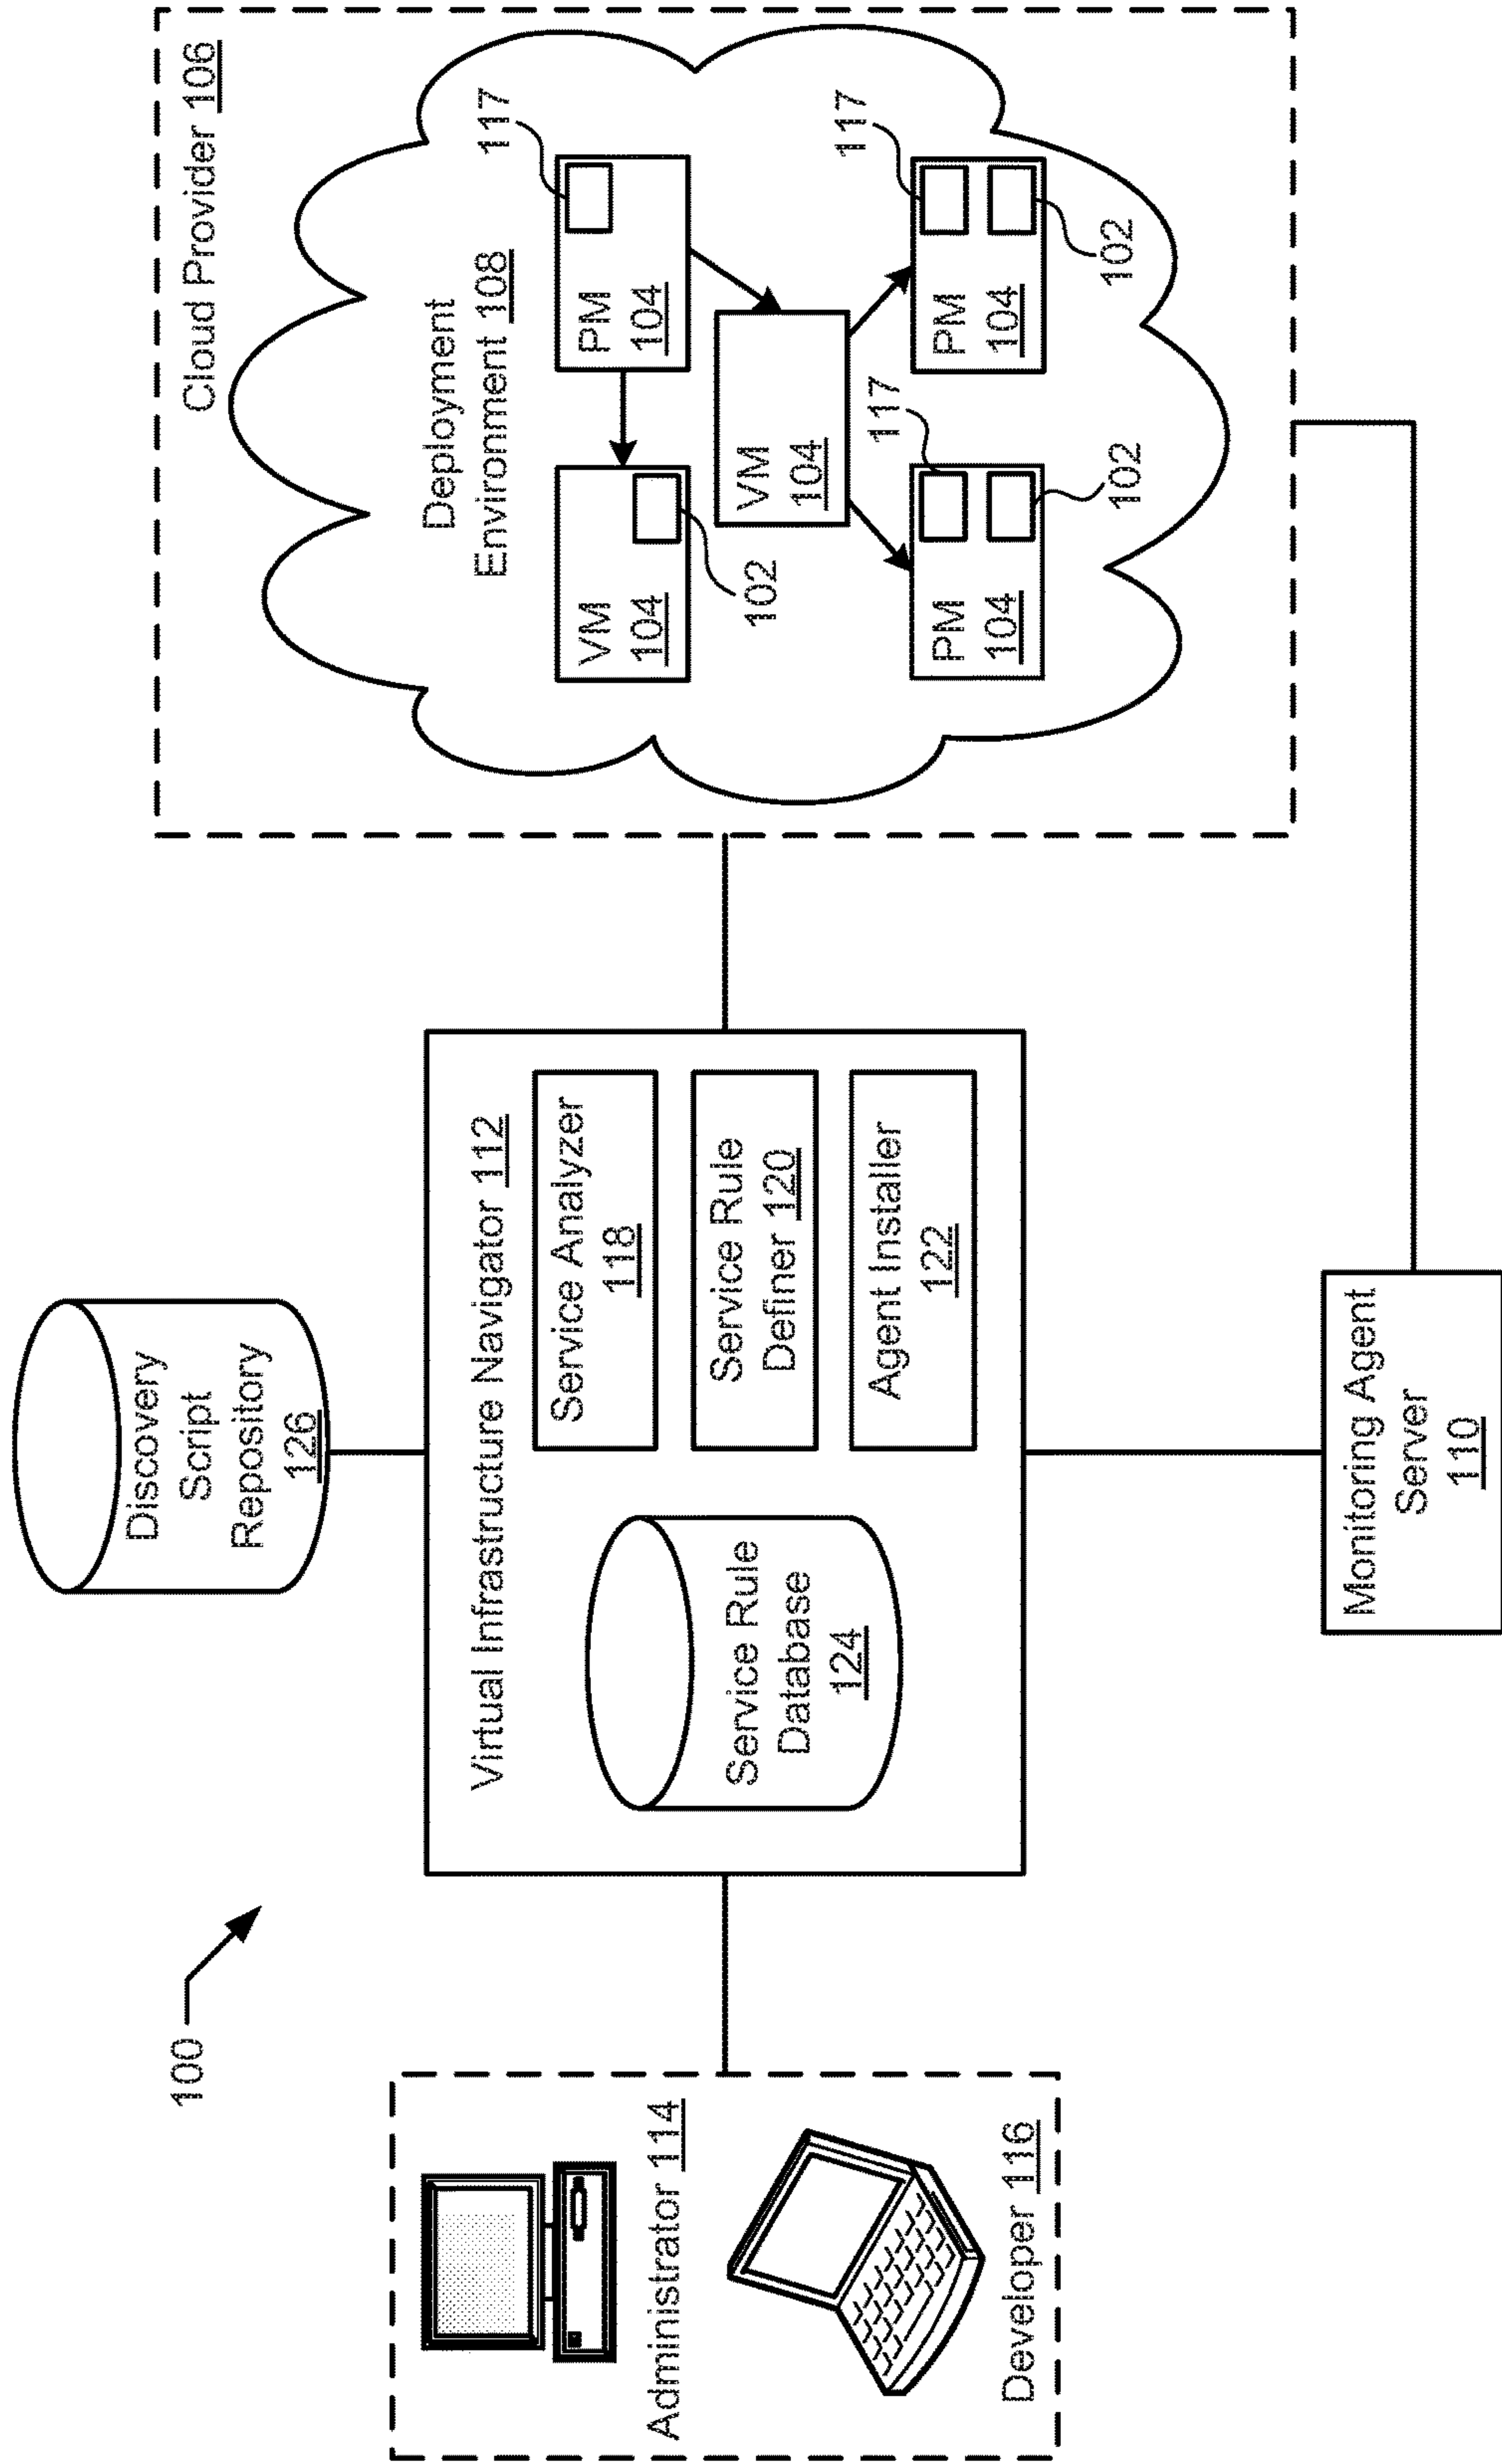 100
Discovery
Script
Repository
126
Cloud Provider 106
Deployment
Environment 108
VM
104
102
PM
104
117
VM
104
PM
104
117
102
PM
104
117
102
Virtual Infrastructure Navigator 112
Service Rule
Database
124
Service Analyzer
118
Service Rule
Definer 120
Agent Installer
122
Administrator 114
Developer 116
Monitoring Agent
Server
110